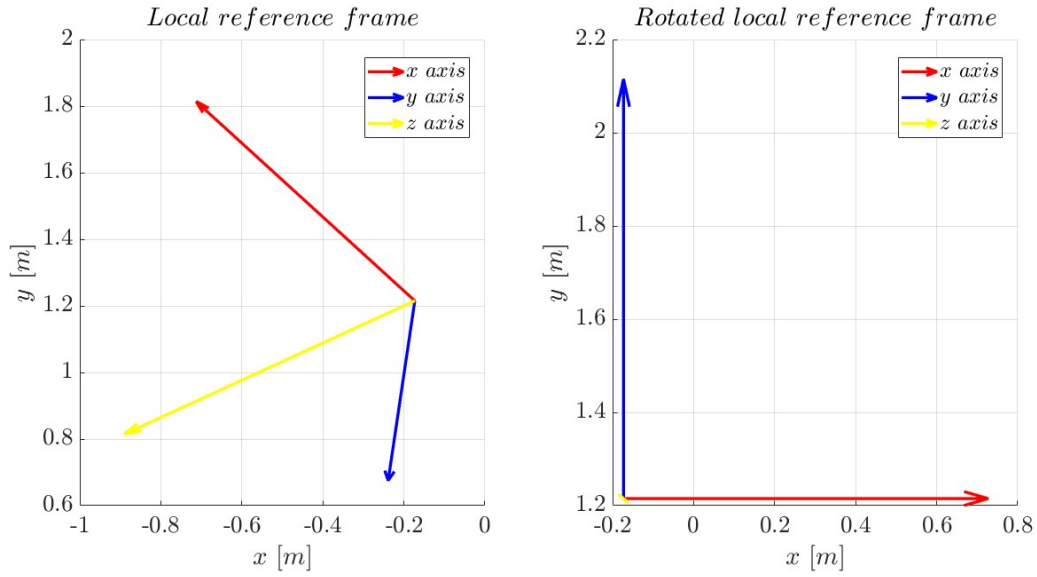 Local reference frame
2
1.8
1.6
1.4
1.2
1
0.8
0.6
y [m]
-1 -0.8 -0.6 -0.4 -0.2 0
x [m]
x axis
y axis
z axis
Rotated local reference frame
2.2
2
1.8
1.6
1.4
1.2
y [m]
-0.2 0 0.2 0.4 0.6 0.8
x [m]
x axis
y axis
z axis